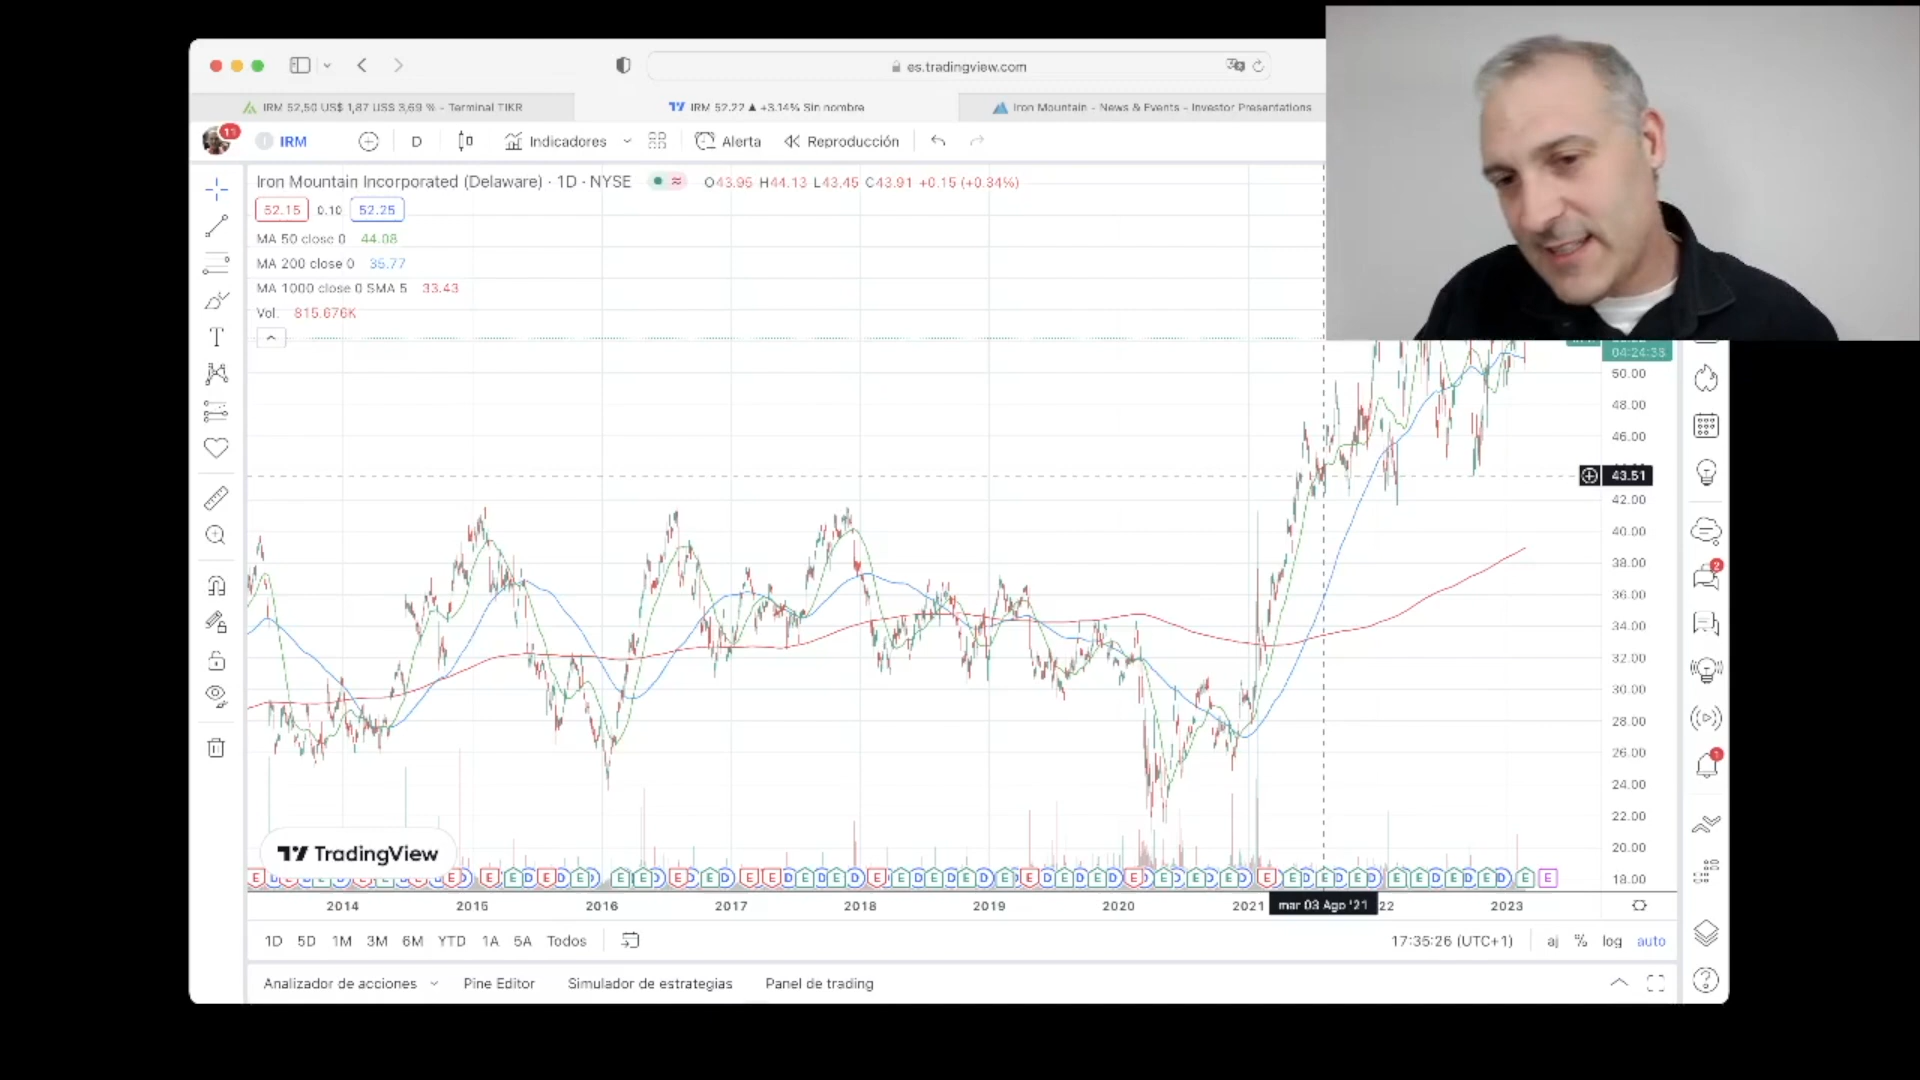 es.tradingview.com
IRM 52,50 US$ 1,87 US$ 3,69 % - Terminal TIKR
IRM 52.22 ▲ +3.14% Sin nombre
Iron Mountain - News & Events - Investor Presentations
11
IRM
D
Indicadores
Alerta
Reproducción
Iron Mountain Incorporated (Delaware) · 1D · NYSE
O43.95 H44.13 L43.45 C43.91 +0.15 (+0.34%)
52.15 0.10 52.25
MA 50 close 0 44.08
MA 200 close 0 35.77
MA 1000 close 0 SMA 5 33.43
Vol. 815.676K
04:24:33
50.00
48.00
46.00
43.51
42.00
40.00
38.00
36.00
34.00
32.00
30.00
28.00
26.00
24.00
22.00
20.00
18.00
2
1
TradingView
2014 2015 2016 2017 2018 2019 2020 2021 mar 03 Ago '21 22 2023
1D 5D 1M 3M 6M YTD 1A 5A Todos
17:35:26 (UTC+1) aj % log auto
Analizador de acciones Pine Editor Simulador de estrategias Panel de trading